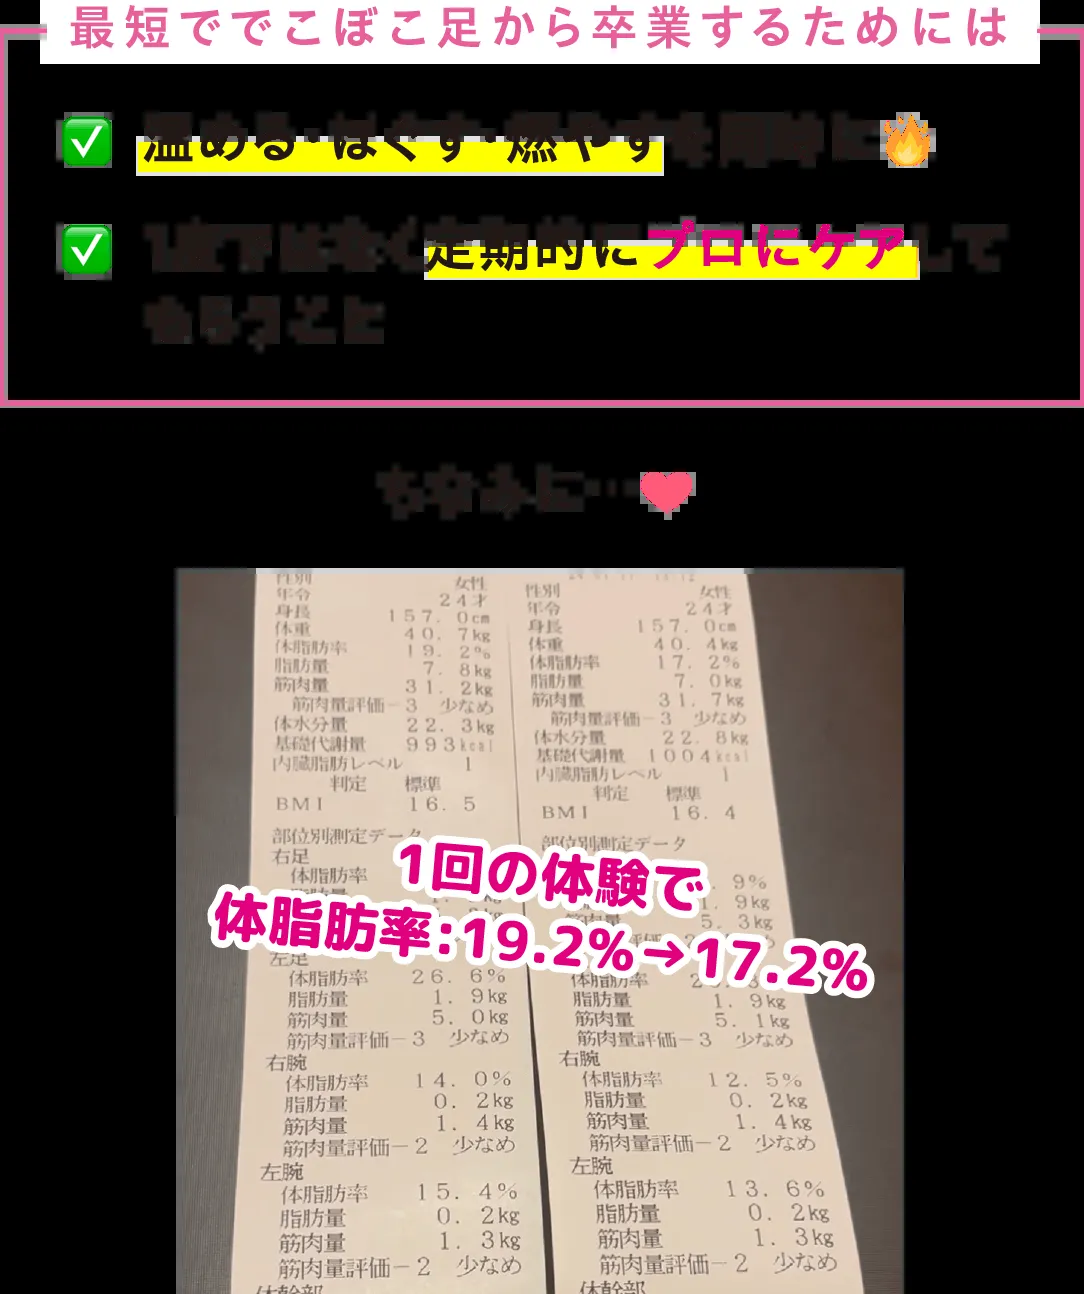 最短ででこぼこ足から卒業するためには
✅ 温める・ほぐす・燃やすを同時に🔥
✅ 定期的にプロにケアして
もらうこと
ちなみに…
性別 女性
年令 24才
身長 157.0cm
体重 40.7kg
体脂肪率 19.2%
脂肪量 7.8kg
筋肉量 31.2kg
筋肉量評価-3 少なめ
体水分量 22.3kg
基礎代謝量 993kcal
内臓脂肪レベル 1
判定 標準
BMI 16.5
部位別測定データ
右足
体脂肪率
1回の体験で
体脂肪率:19.2%→17.2%
左足
体脂肪率 26.6%
脂肪量 1.9kg
筋肉量 5.0kg
筋肉量評価-3 少なめ
右腕
体脂肪率 14.0%
脂肪量 0.2kg
筋肉量 1.4kg
筋肉量評価-2 少なめ
左腕
体脂肪率 15.4%
脂肪量 0.2kg
筋肉量 1.3kg
筋肉量評価-2 少なめ
体幹部
性別 女性
年令 24才
身長 157.0cm
体重 40.4kg
体脂肪率 17.2%
脂肪量 7.0kg
筋肉量 31.7kg
筋肉量評価-3 少なめ
体水分量 22.8kg
基礎代謝量 1004kcal
内臓脂肪レベル 1
判定 標準
BMI 16.4
部位別測定データ
9%
1.9kg
筋肉量 5.3kg
体脂肪率
脂肪量 1.9kg
筋肉量 5.1kg
筋肉量評価-3 少なめ
右腕
体脂肪率 12.5%
脂肪量 0.2kg
筋肉量 1.4kg
筋肉量評価-2 少なめ
左腕
体脂肪率 13.6%
脂肪量 0.2kg
筋肉量 1.3kg
筋肉量評価-2 少なめ
体幹部